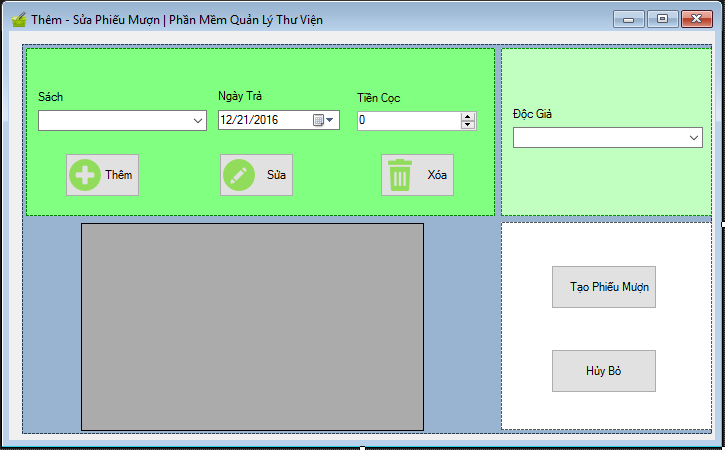 Thêm - Sửa Phiếu Mượn | Phần Mềm Quản Lý Thư Viện
Sách
Ngày Trả
Tiền Cọc
12/21/2016
0
Thêm
Sửa
Xóa
Độc Giả
Tạo Phiếu Mượn
Hủy Bỏ